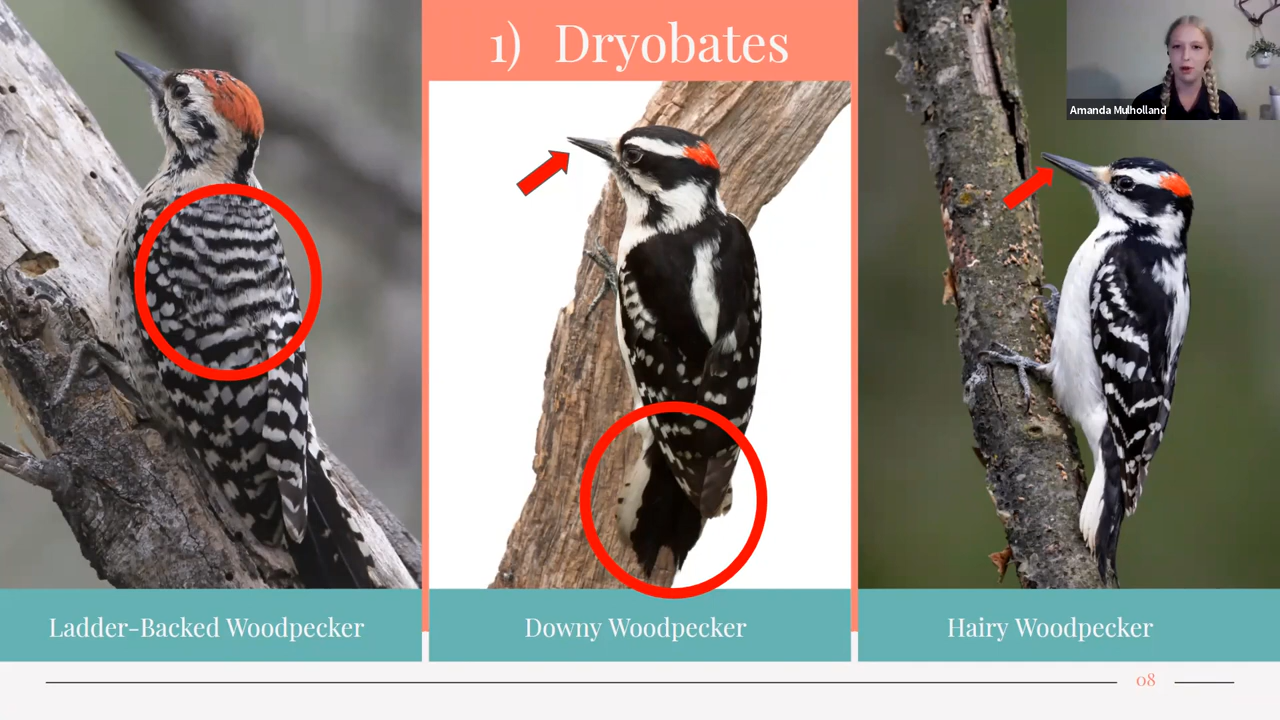 1) Dryobates
Amanda Mulholland
Ladder-Backed Woodpecker
Downy Woodpecker
Hairy Woodpecker
08